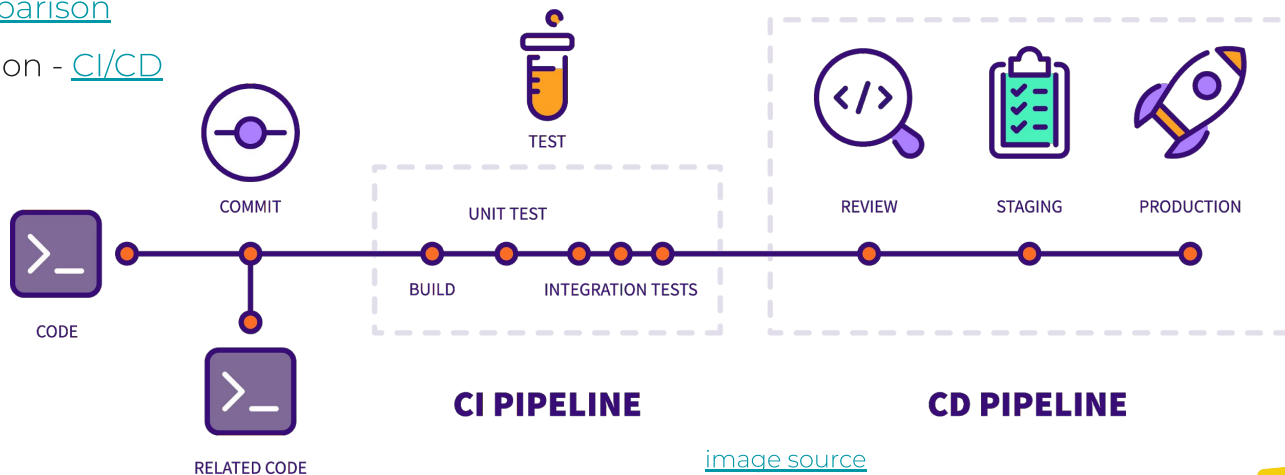 parison
on - CI/CD
TEST
COMMIT
UNIT TEST
REVIEW
STAGING
PRODUCTION
BUILD
INTEGRATION TESTS
CODE
CI PIPELINE
CD PIPELINE
image source
RELATED CODE